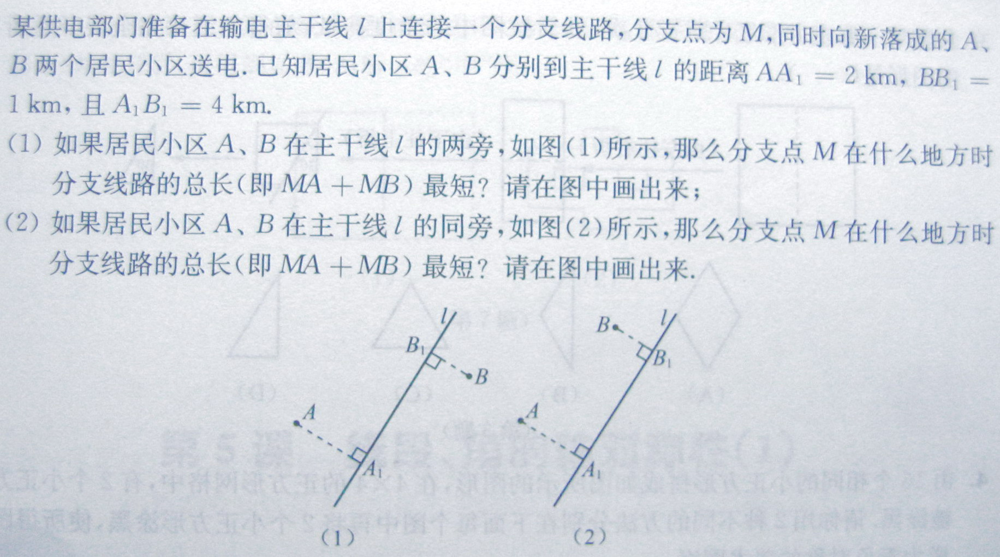 某供电部门准备在输电主干线 l 上连接一个分支线路,分支点为 M,同时向新落成的 A、
B 两个居民小区送电.已知居民小区 A、B 分别到主干线 l 的距离 AA₁ = 2 km, BB₁ =
1 km, 且 A₁B₁ = 4 km.
(1) 如果居民小区 A、B 在主干线 l 的两旁,如图(1)所示,那么分支点 M 在什么地方时
分支线路的总长(即 MA + MB) 最短? 请在图中画出来;
(2) 如果居民小区 A、B 在主干线 l 的同旁,如图(2)所示,那么分支点 M 在什么地方时
分支线路的总长(即 MA + MB) 最短? 请在图中画出来.
l
B₁
B
A
A₁
(1)
B
l
B₁
A
A₁
(2)